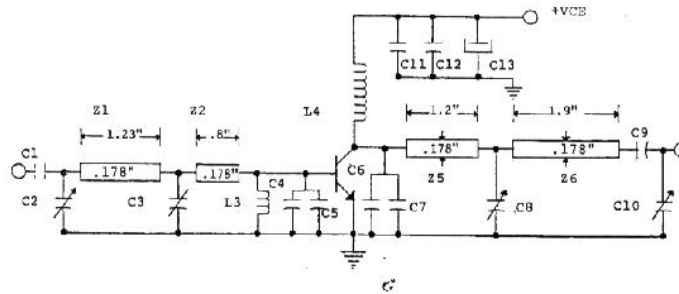 +VCE
C11 C12 C13
Z1 Z2 L4 1.2" 1.9"
1.23" .8" C9
C1 .178" .178" C6 .178" .178"
C4 Z5 Z6
C2 C3 L3 C5 C7 C8 C10